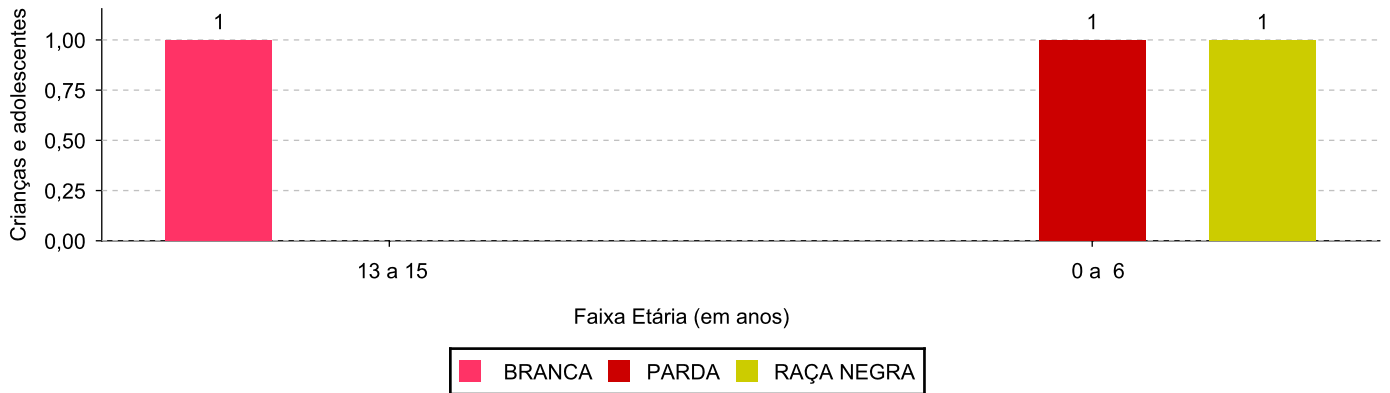 Crianças e adolescentes
1 1 1
1,00
0,75
0,50
0,25
0,00
13 a 15 0 a 6
Faixa Etária (em anos)
BRANCA PARDA RAÇA NEGRA